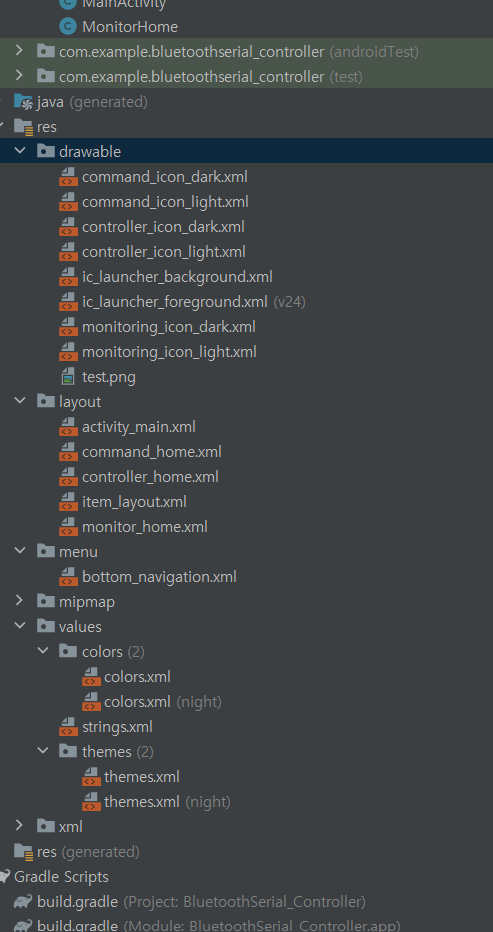 MainActivity
MonitorHome
com.example.bluetoothserial_controller (androidTest)
com.example.bluetoothserial_controller (test)
java (generated)
res
drawable
command_icon_dark.xml
command_icon_light.xml
controller_icon_dark.xml
controller_icon_light.xml
ic_launcher_background.xml
ic_launcher_foreground.xml (v24)
monitoring_icon_dark.xml
monitoring_icon_light.xml
test.png
layout
activity_main.xml
command_home.xml
controller_home.xml
item_layout.xml
monitor_home.xml
menu
bottom_navigation.xml
mipmap
values
colors (2)
colors.xml
colors.xml (night)
strings.xml
themes (2)
themes.xml
themes.xml (night)
xml
res (generated)
Gradle Scripts
build.gradle (Project: BluetoothSerial_Controller)
build.gradle (Module: BluetoothSerial_Controller.app)